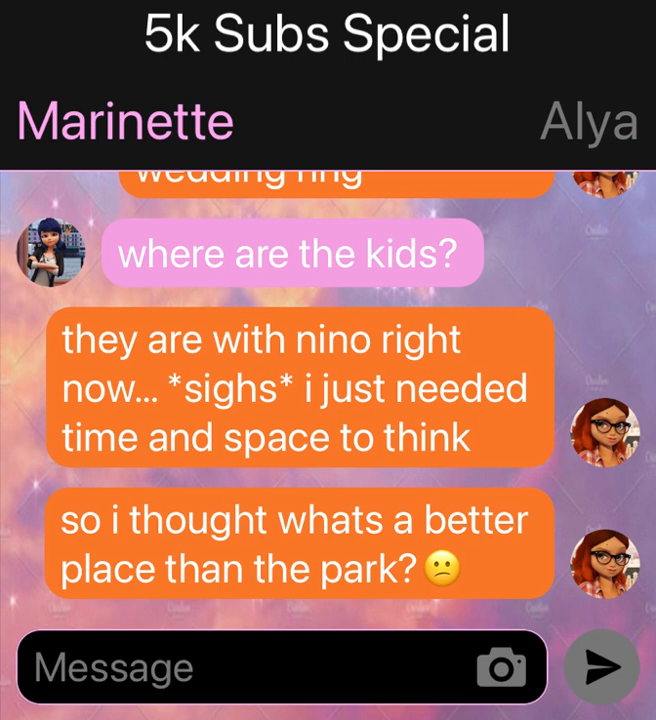 5k Subs Special
Marinette Alya
wedding ring
where are the kids?
they are with nino right
now... *sighs* i just needed
time and space to think
so i thought whats a better
place than the park?😕
Message